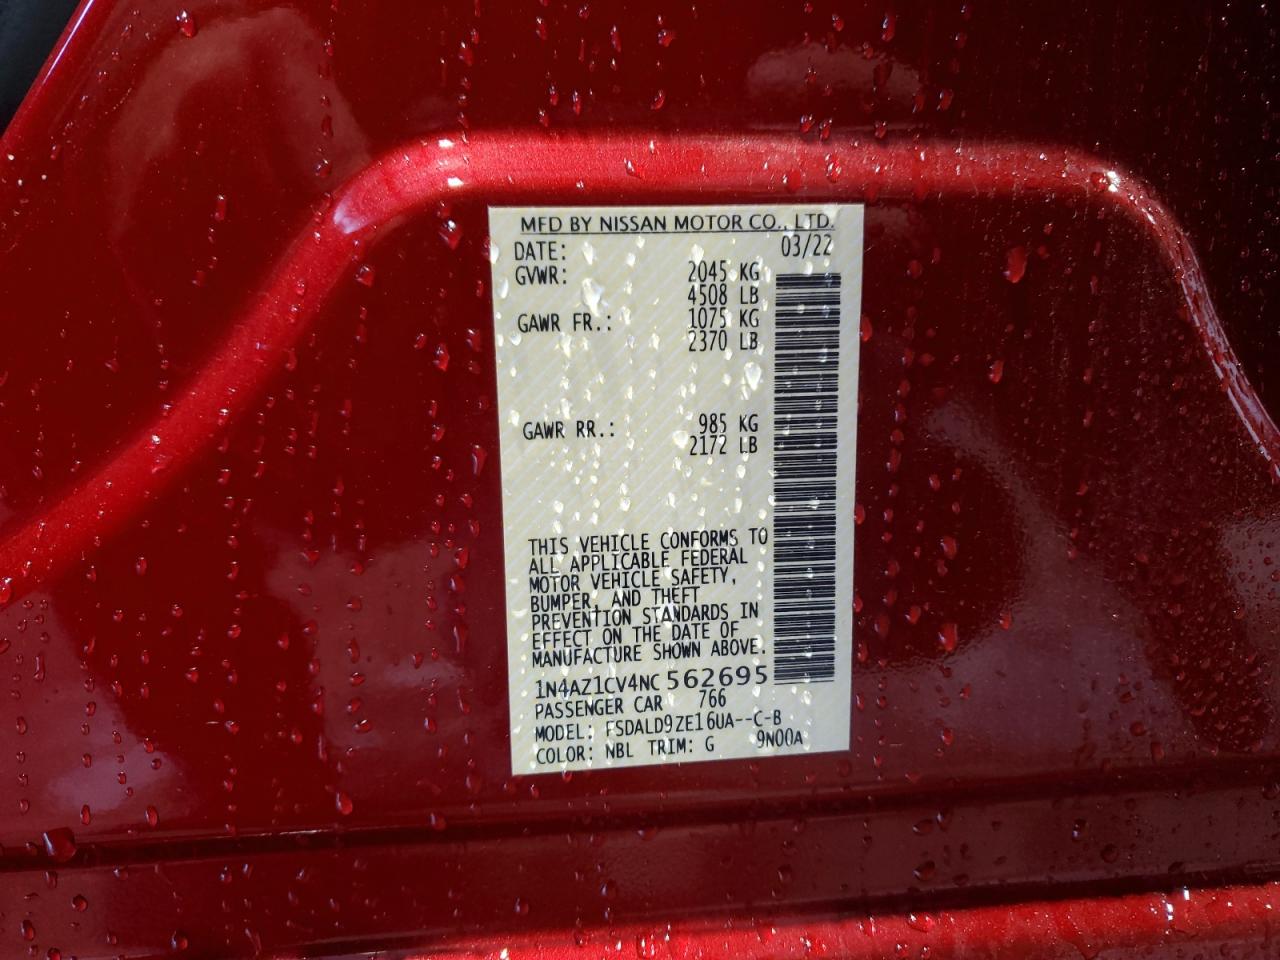 MFD BY NISSAN MOTOR CO., LTD.
DATE: 03/22
GVWR: 2045 KG
4508 LB
GAWR FR.: 1075 KG
2370 LB
GAWR RR.: 985 KG
2172 LB
THIS VEHICLE CONFORMS TO
ALL APPLICABLE FEDERAL
MOTOR VEHICLE SAFETY,
BUMPER, AND THEFT
PREVENTION STANDARDS IN
EFFECT ON THE DATE OF
MANUFACTURE SHOWN ABOVE.
1N4AZ1CV4NC562695
PASSENGER CAR 766
MODEL: FSDALD9ZE16UA--C-B
COLOR: NBL TRIM: G 9N00A